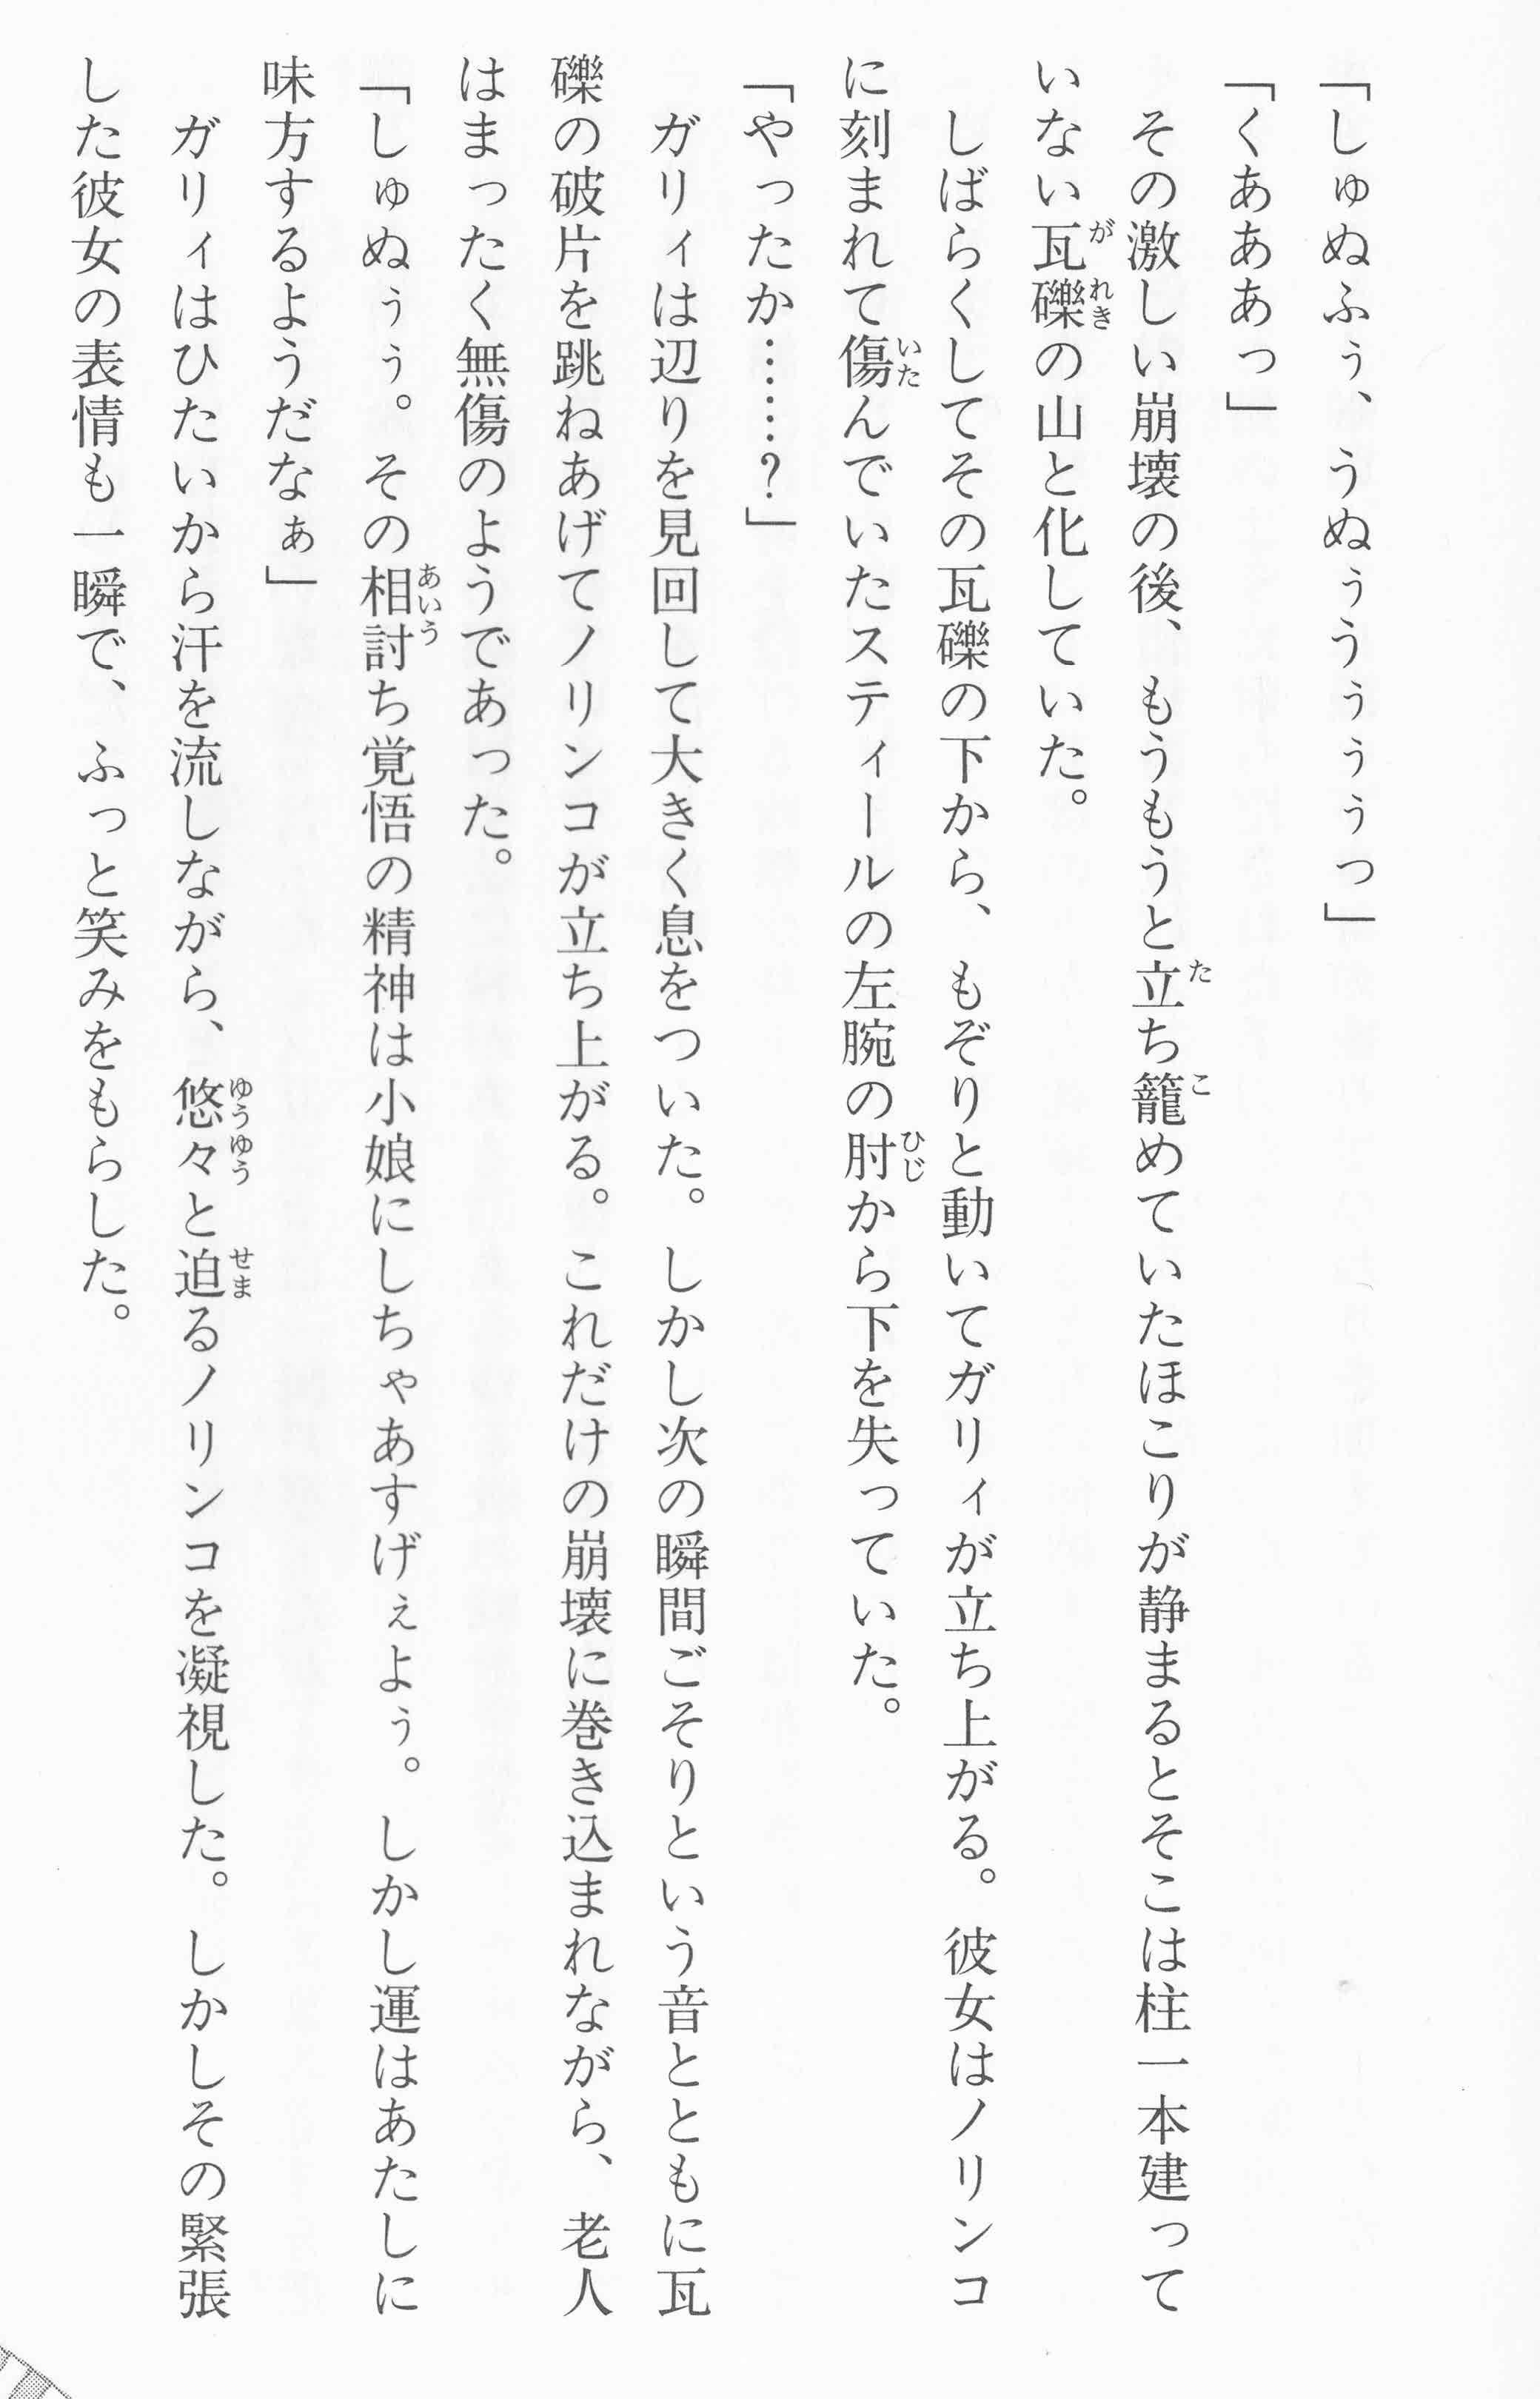 「しゅぬふぅ、うぬぅうぅぅぅっ」
「くあああっ」
　その激しい崩壊の後、もうもうと立ち籠めていたほこりが静まるとそこは柱一本建って
いない瓦礫の山と化していた。
　しばらくしてその瓦礫の下から、もぞりと動いてガリィが立ち上がる。彼女はノリンコ
に刻まれて傷んでいたスティールの左腕の肘から下を失っていた。
「やったか……？」
　ガリィは辺りを見回して大きく息をついた。しかし次の瞬間ごそりという音とともに瓦
礫の破片を跳ねあげてノリンコが立ち上がる。これだけの崩壊に巻き込まれながら、老人
はまったく無傷のようであった。
「しゅぬぅぅ。その相討ち覚悟の精神は小娘にしちゃあすげぇよぅ。しかし運はあたしに
味方するようだなぁ」
　ガリィはひたいから汗を流しながら、悠々と迫るノリンコを凝視した。しかしその緊張
した彼女の表情も一瞬で、ふっと笑みをもらした。